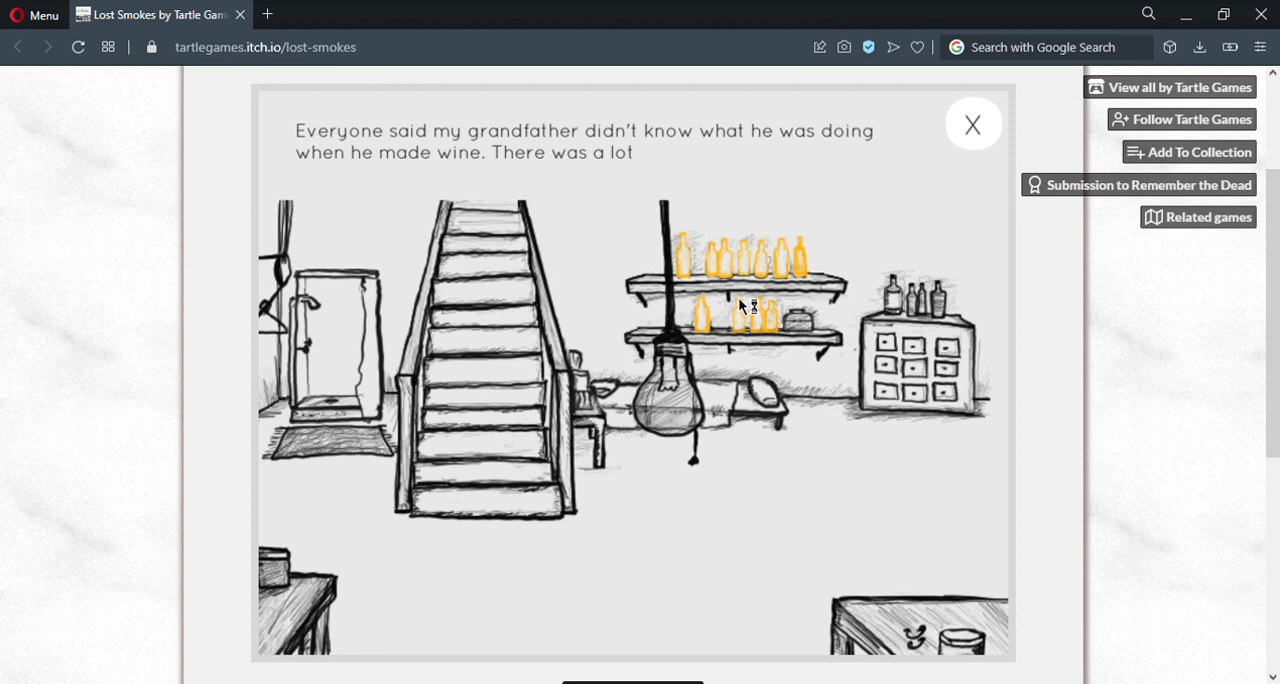 Menu
Lost Smokes by Tartle Gam
tartlegames.itch.io/lost-smokes
Search with Google Search
View all by Tartle Games
Follow Tartle Games
Add To Collection
Submission to Remember the Dead
Related games
Everyone said my grandfather didn't know what he was doing
when he made wine. There was a lot
X